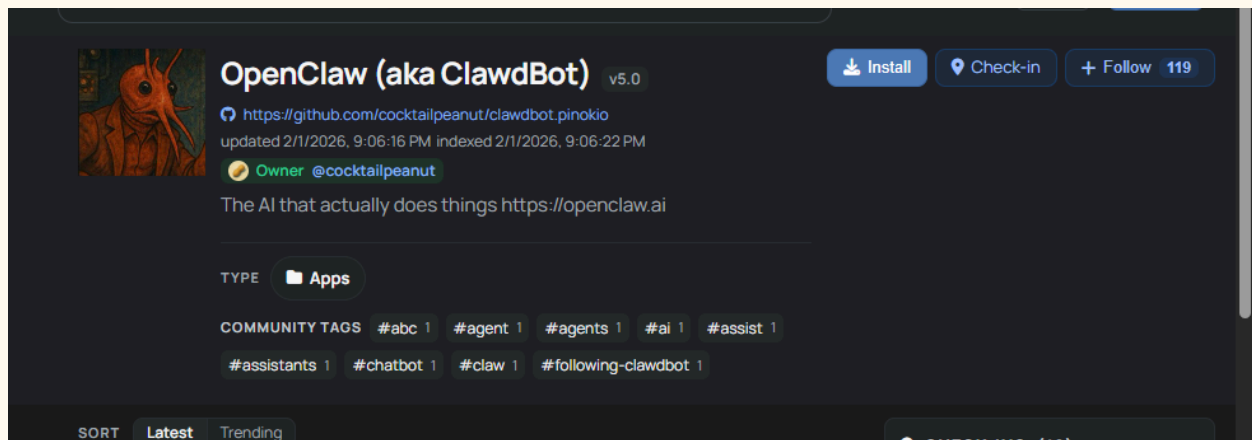 OpenClaw (aka ClawdBot) v5.0
Install
Check-in
+ Follow 119
https://github.com/cocktailpeanut/clawdbot.pinokio
updated 2/1/2026, 9:06:16 PM indexed 2/1/2026, 9:06:22 PM
Owner @cocktailpeanut
The AI that actually does things https://openclaw.ai
TYPE Apps
COMMUNITY TAGS #abc 1 #agent 1 #agents 1 #ai 1 #assist 1
#assistants 1 #chatbot 1 #claw 1 #following-clawdbot 1
SORT Latest Trending